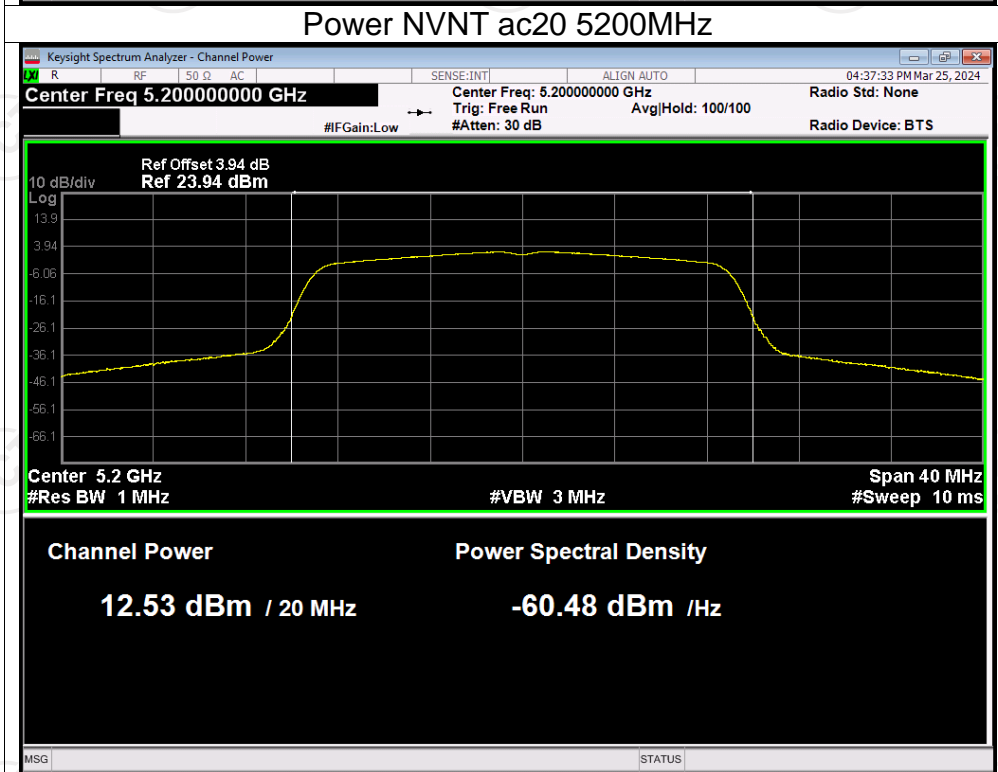 Power NVNT ac20 5200MHz
Keysight Spectrum Analyzer - Channel Power
LXI R RF 50 Ω AC SENSE:INT ALIGN AUTO 04:37:33 PM Mar 25, 2024
Center Freq 5.200000000 GHz Center Freq: 5.200000000 GHz Radio Std: None
Trig: Free Run Avg|Hold: 100/100
#IFGain:Low #Atten: 30 dB Radio Device: BTS
Ref Offset 3.94 dB
10 dB/div Ref 23.94 dBm
Log
13.9
3.94
-6.06
-16.1
-26.1
-36.1
-46.1
-56.1
-66.1
Center 5.2 GHz Span 40 MHz
#Res BW 1 MHz #VBW 3 MHz #Sweep 10 ms
Channel Power Power Spectral Density
12.53 dBm / 20 MHz -60.48 dBm /Hz
MSG STATUS